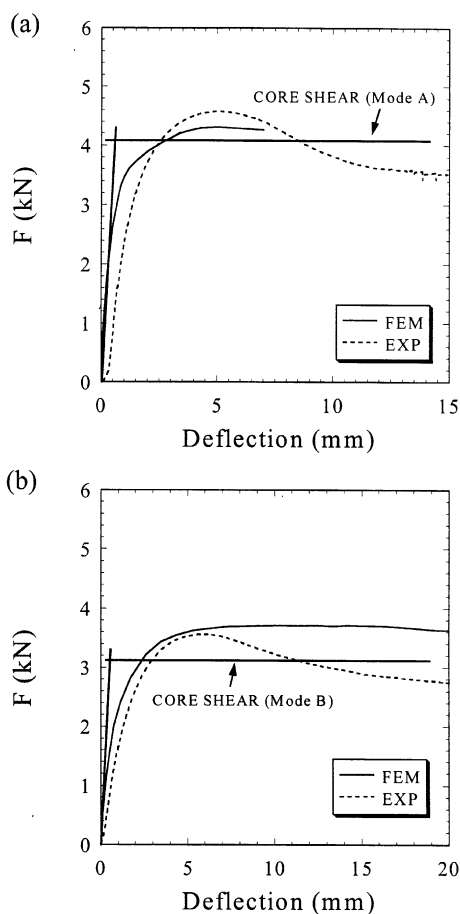 (a)
6
5
4
3
2
1
0
F (kN)
CORE SHEAR (Mode A)
FEM
EXP
0 5 10 15
Deflection (mm)
(b)
6
5
4
3
2
1
0
F (kN)
CORE SHEAR (Mode B)
FEM
EXP
0 5 10 15 20
Deflection (mm)